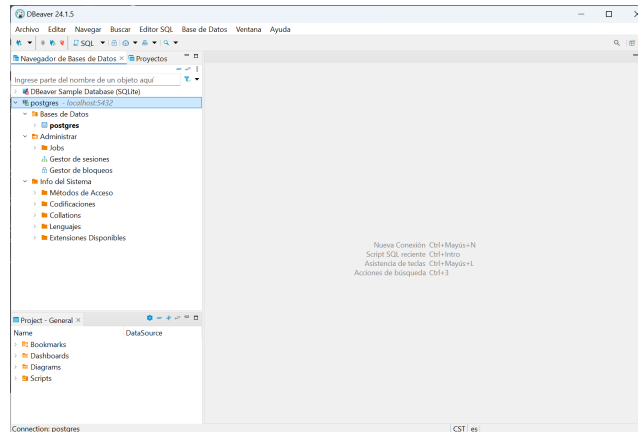 DBeaver 24.1.5
Archivo Editar Navegar Buscar Editor SQL Base de Datos Ventana Ayuda
SQL
Navegador de Bases de Datos Proyectos
Ingrese parte del nombre de un objeto aquí
DBeaver Sample Database (SQLite)
postgres - localhost:5432
Bases de Datos
postgres
Administrar
Jobs
Gestor de sesiones
Gestor de bloqueos
Info del Sistema
Métodos de Acceso
Codificaciones
Collations
Lenguajes
Extensiones Disponibles
Nueva Conexión Ctrl+Mayús+N
Script SQL reciente Ctrl+Intro
Asistencia de teclas Ctrl+Mayús+L
Acciones de búsqueda Ctrl+3
Project - General
Name DataSource
Bookmarks
Dashboards
Diagrams
Scripts
Connection: postgres CST es